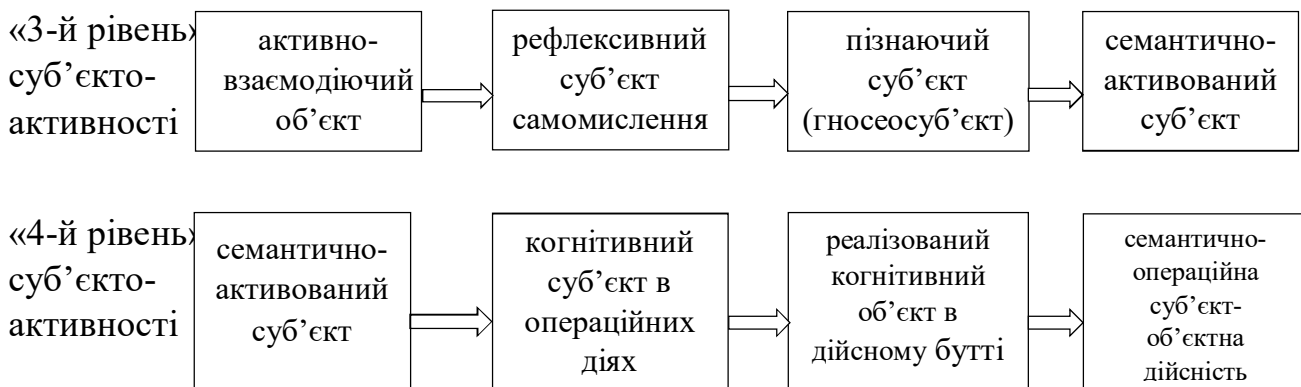 «3-й рівень»
суб’єкто-
активності
активно-
взаємодіючий
об’єкт
рефлексивний
суб’єкт
самомислення
пізнаючий
суб’єкт
(гносеосуб’єкт)
семантично-
активований
суб’єкт
«4-й рівень»
суб’єкто-
активності
семантично-
активований
суб’єкт
когнітивний
суб’єкт в
операційних
діях
реалізований
когнітивний
об’єкт в
дійсному бутті
семантично-
операційна
суб’єкт-
об’єктна
дійсність